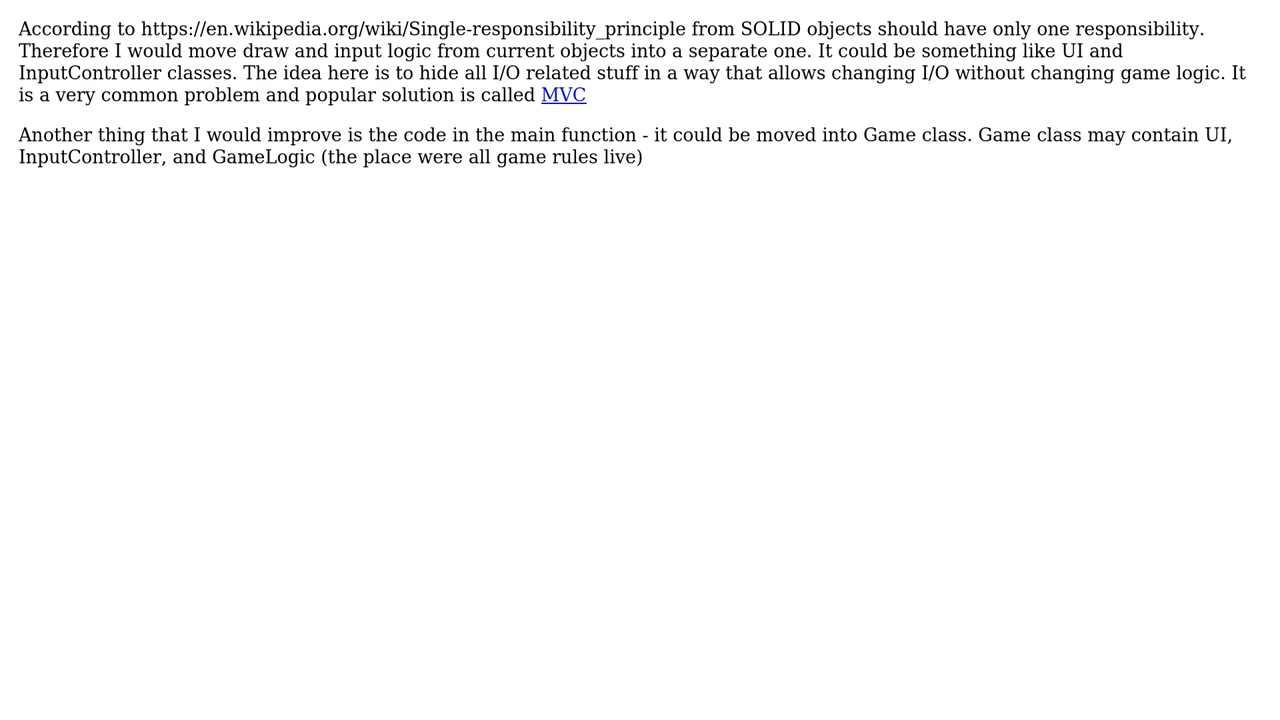 According to https://en.wikipedia.org/wiki/Single-responsibility_principle from SOLID objects should have only one responsibility.
Therefore I would move draw and input logic from current objects into a separate one. It could be something like UI and
InputController classes. The idea here is to hide all I/O related stuff in a way that allows changing I/O without changing game logic. It
is a very common problem and popular solution is called MVC
Another thing that I would improve is the code in the main function - it could be moved into Game class. Game class may contain UI,
InputController, and GameLogic (the place were all game rules live)